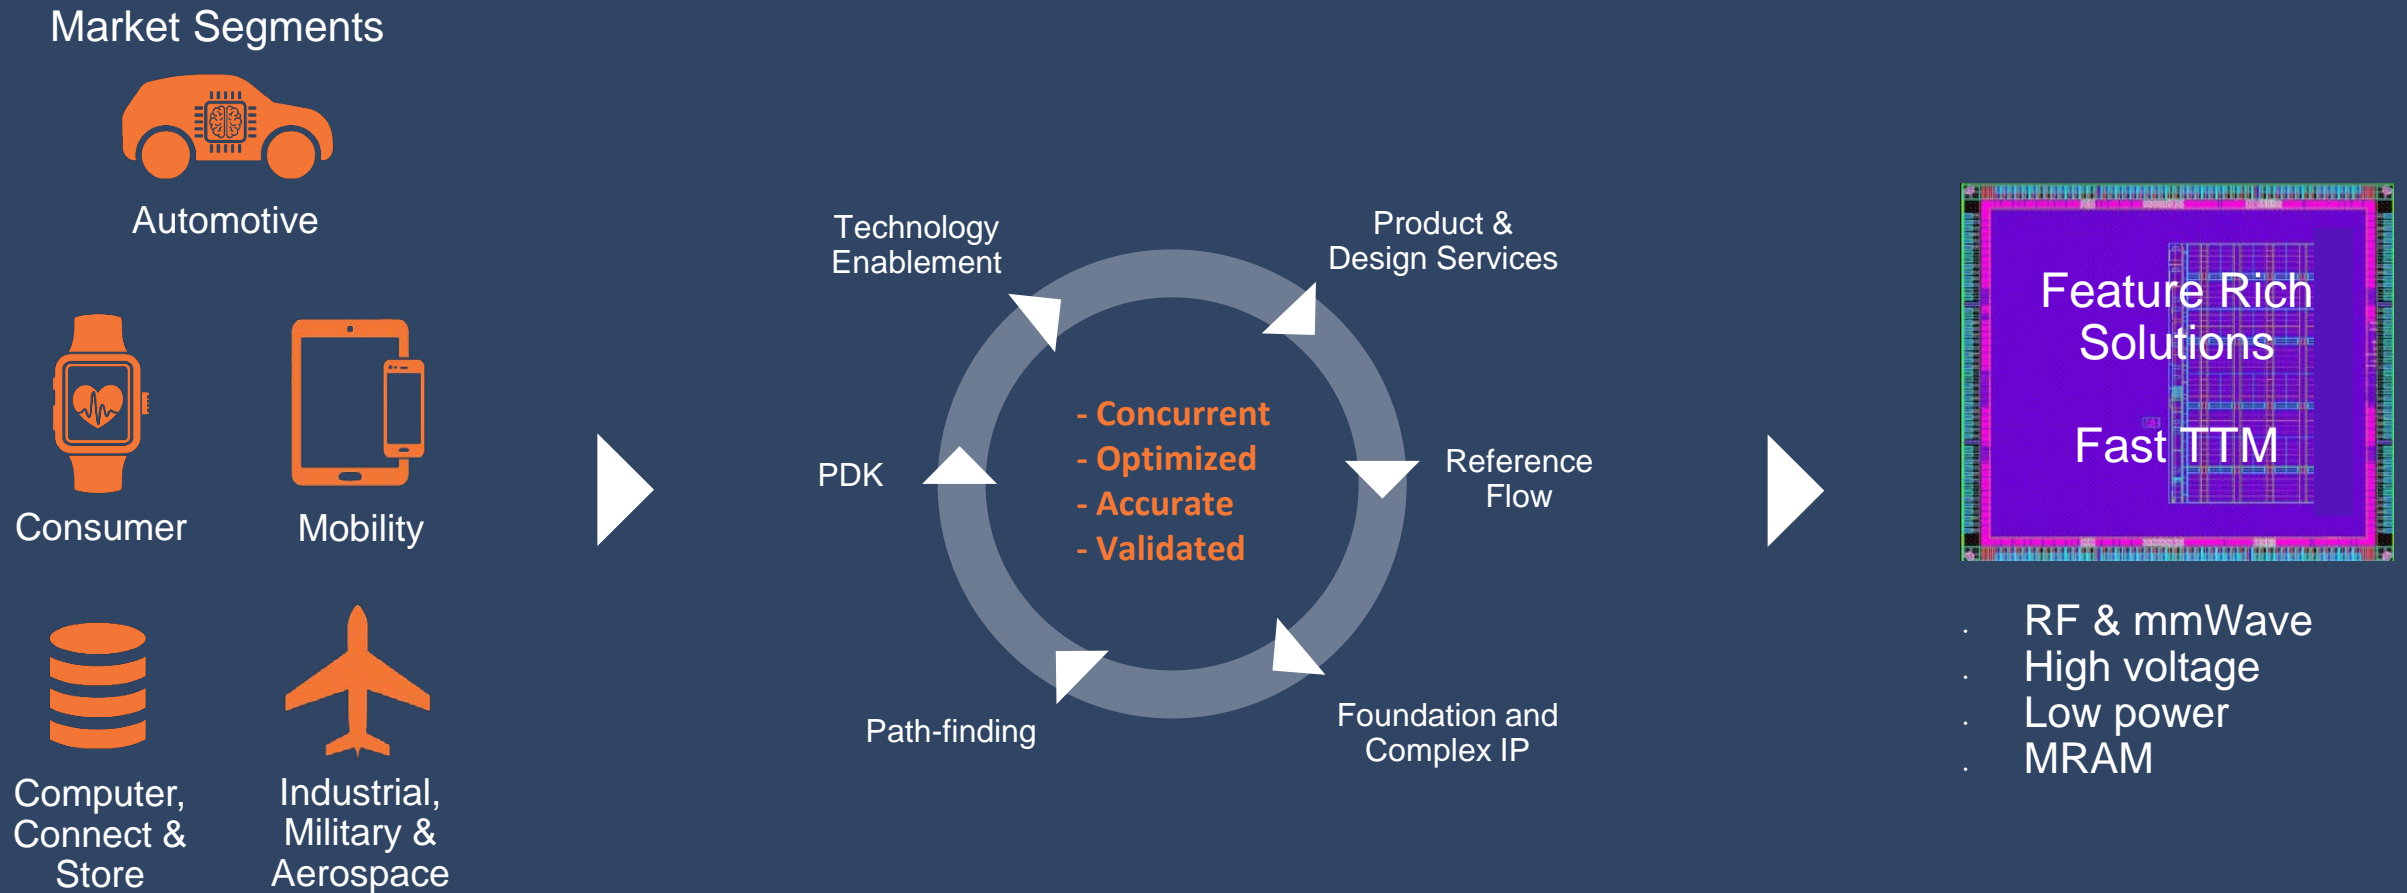 Market Segments
Automotive
Consumer
Mobility
Computer,
Connect &
Store
Industrial,
Military &
Aerospace
Technology
Enablement
Product &
Design Services
PDK
- Concurrent
- Optimized
- Accurate
- Validated
Reference
Flow
Path-finding
Foundation and
Complex IP
Feature Rich
Solutions
Fast TTM
. RF & mmWave
. High voltage
. Low power
. MRAM